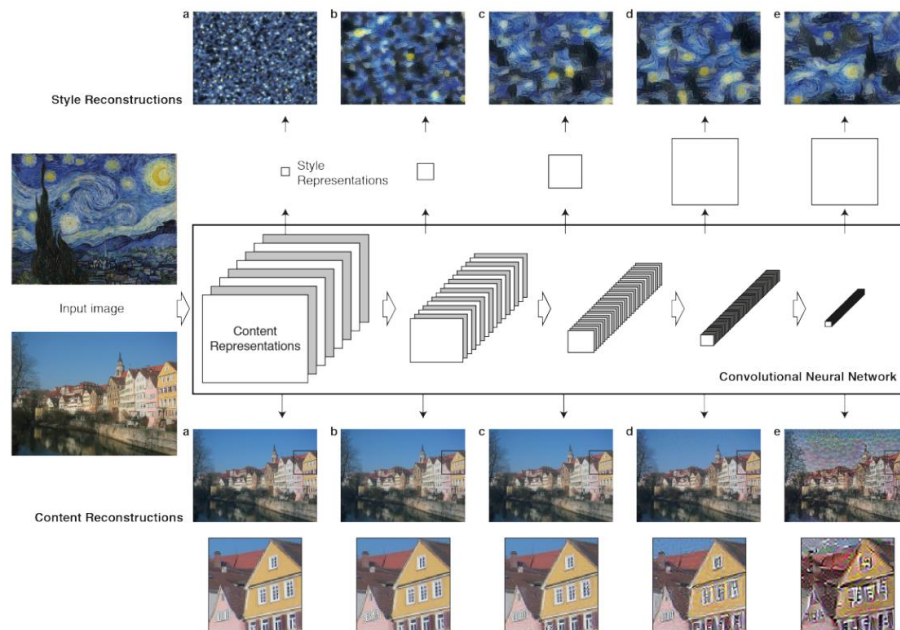 a b c d e
Style Reconstructions
Style
Representations
Input image
Content
Representations
Convolutional Neural Network
a b c d e
Content Reconstructions